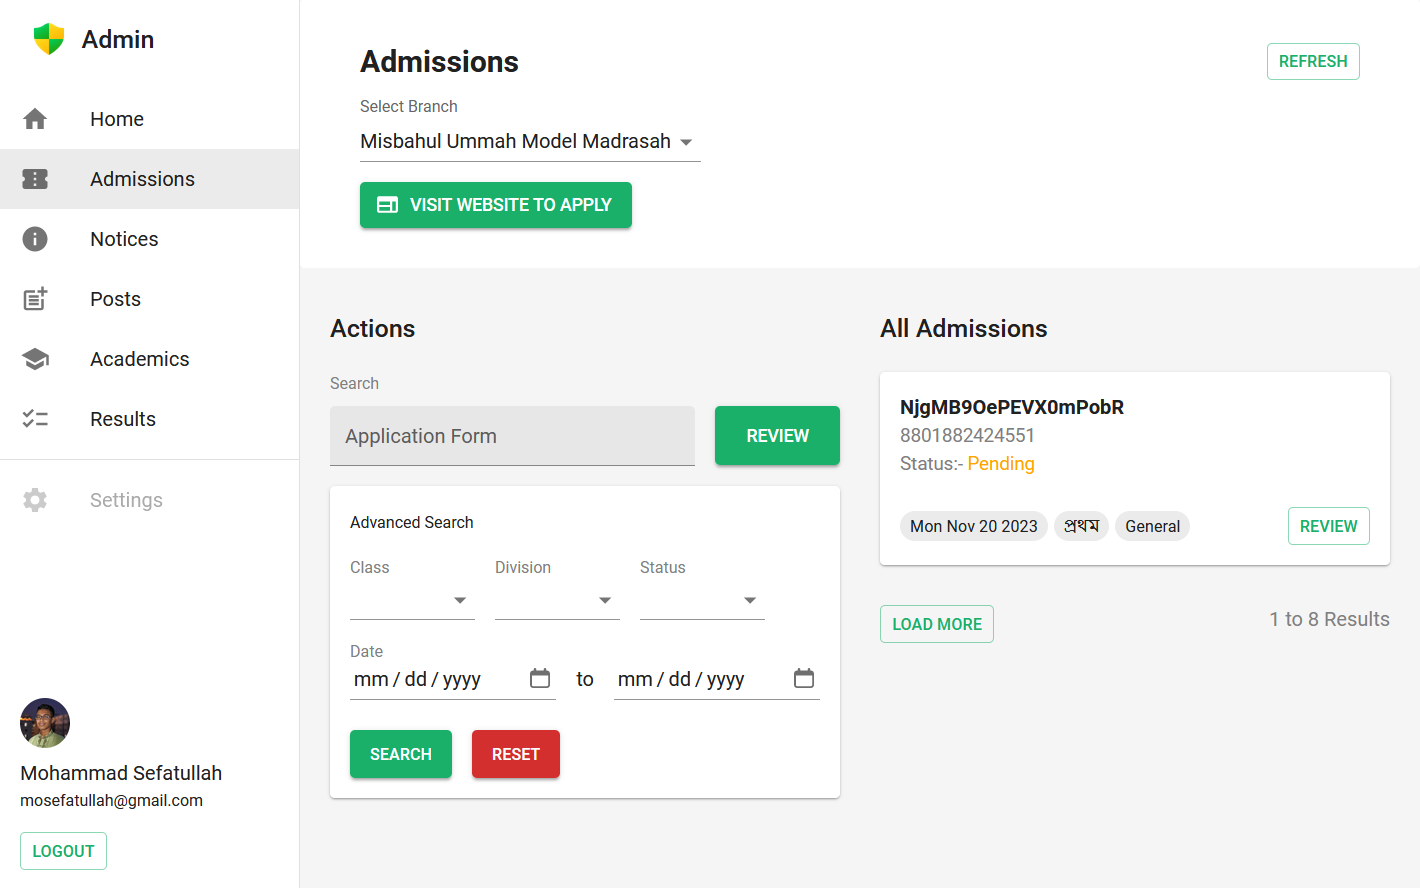 Admin
Home
Admissions
Notices
Posts
Academics
Results
Settings
Mohammad Sefatullah
mosefatullah@gmail.com
LOGOUT
Admissions
REFRESH
Select Branch
Misbahul Ummah Model Madrasah
VISIT WEBSITE TO APPLY
Actions
Search
Application Form
REVIEW
Advanced Search
Class Division Status
Date
mm / dd / yyyy to mm / dd / yyyy
SEARCH RESET
All Admissions
NjgMB9OePEVX0mPobR
8801882424551
Status:- Pending
Mon Nov 20 2023 প্রথম General REVIEW
LOAD MORE 1 to 8 Results